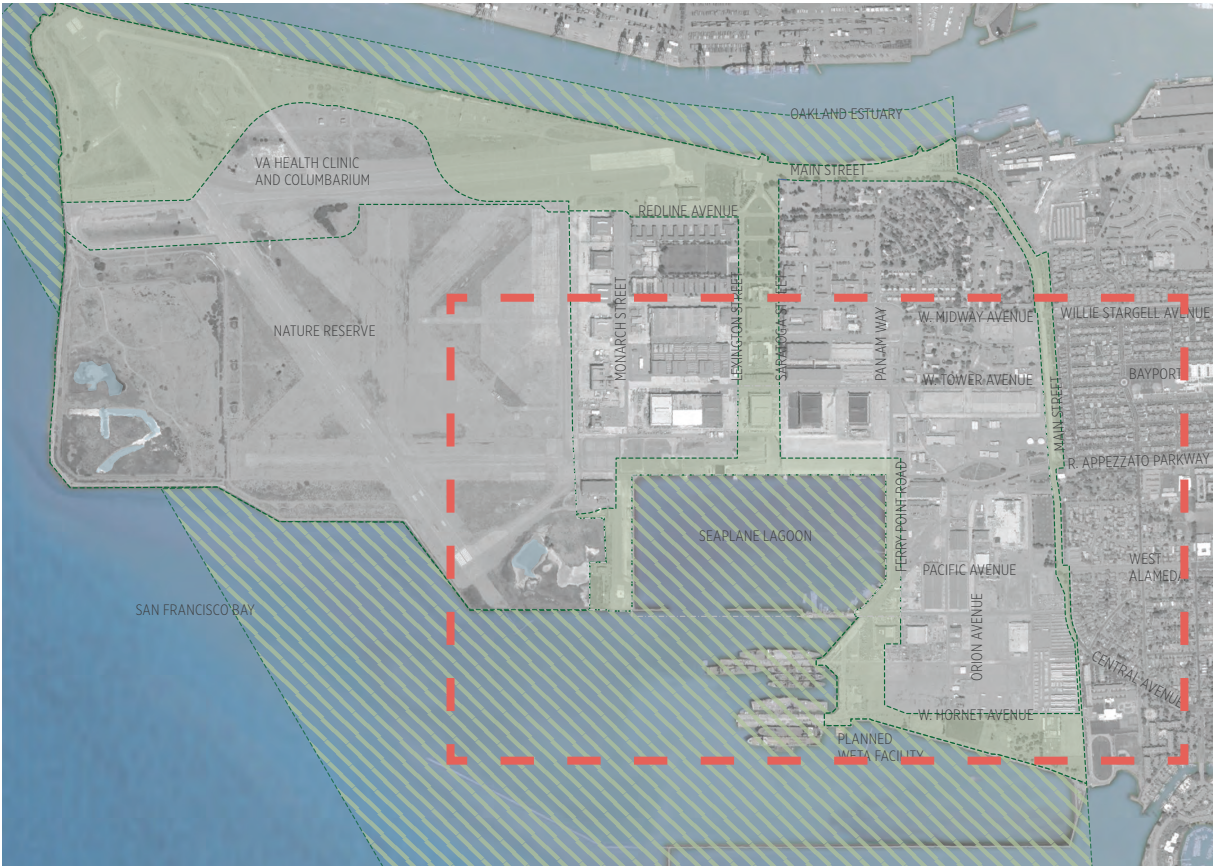 OAKLAND ESTUARY
VA HEALTH CLINIC
AND COLUMBARIUM
MAIN STREET
REDLINE AVENUE
MONARCH STREET
LEXINGTON STREET
SARATOGA STREET
PAN AM WAY
W. MIDWAY AVENUE
WILLIE STARGELL AVENUE
NATURE RESERVE
W. TOWER AVENUE
BAYPORT
MAIN STREET
R. APPEZZATO PARKWAY
FERRY POINT ROAD
SEAPLANE LAGOON
PACIFIC AVENUE
WEST
ALAMEDA
SAN FRANCISCO BAY
ORION AVENUE
CENTRAL AVENUE
W. HORNET AVENUE
PLANNED
WETA FACILITY